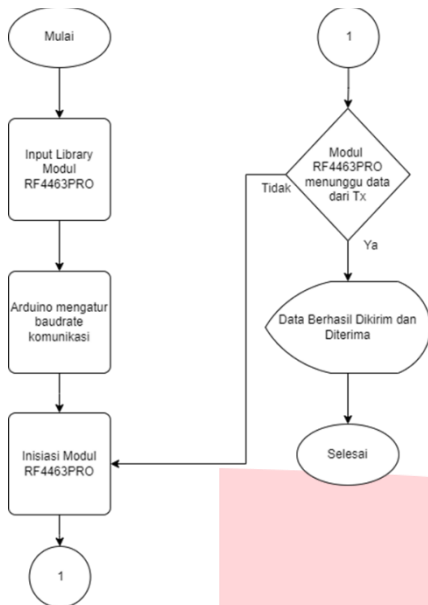 Mulai
Input Library
Modul
RF4463PRO
Arduino mengatur
baudrate
komunikasi
Inisiasi Modul
RF4463PRO
1
1
Modul
RF4463PRO
menunggu data
dari Tx
Tidak
Ya
Data Berhasil Dikirim dan
Diterima
Selesai